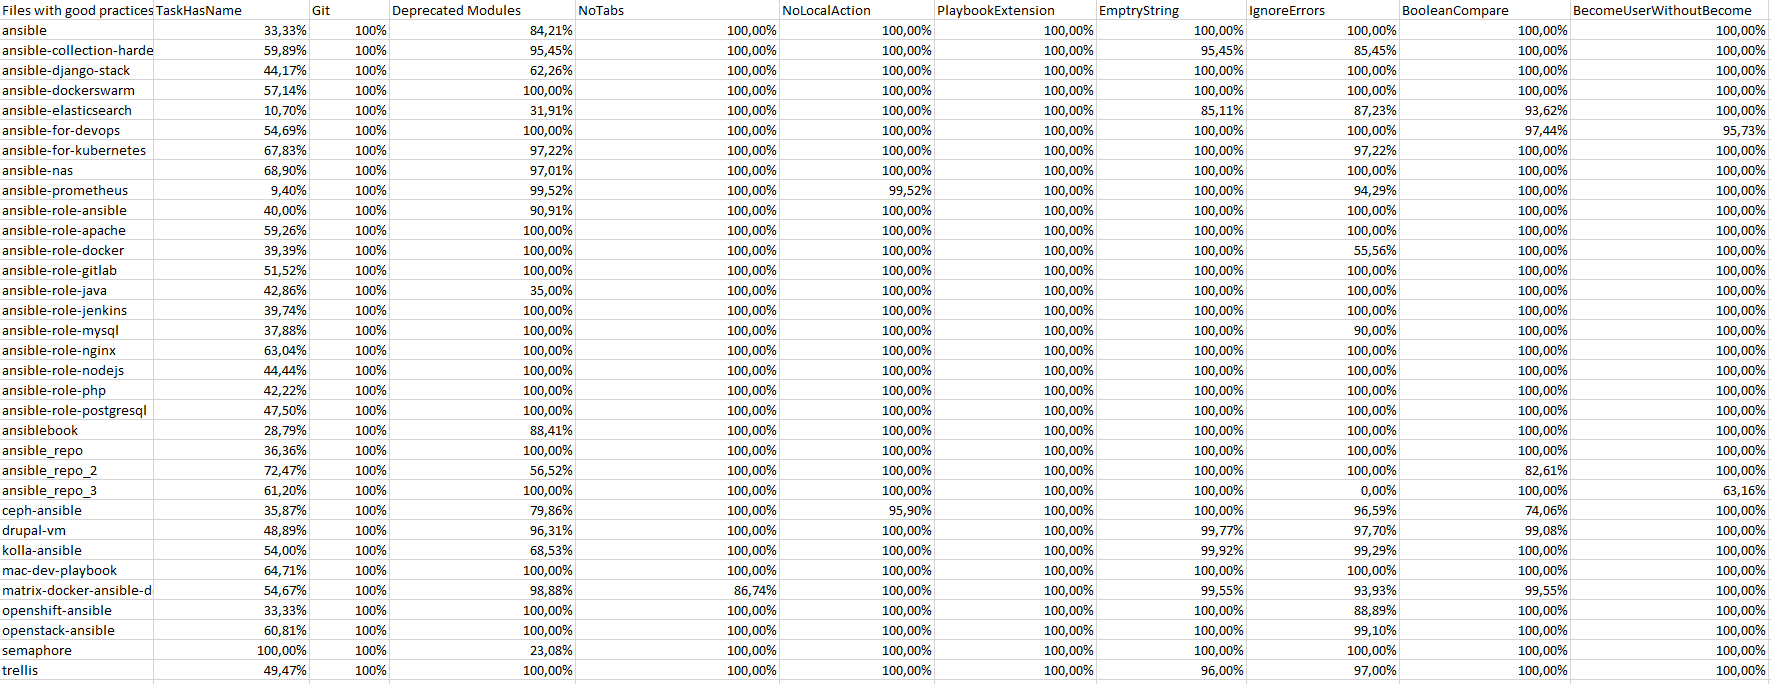 Files with good practices TaskHasName Git Deprecated Modules NoTabs NoLocalAction PlaybookExtension EmptryString IgnoreErrors BooleanCompare BecomeUserWithoutBecome
ansible 33,33% 100% 84,21% 100,00% 100,00% 100,00% 100,00% 100,00% 100,00% 100,00%
ansible-collection-harde 59,89% 100% 95,45% 100,00% 100,00% 100,00% 95,45% 85,45% 100,00% 100,00%
ansible-django-stack 44,17% 100% 62,26% 100,00% 100,00% 100,00% 100,00% 100,00% 100,00% 100,00%
ansible-dockerswarm 57,14% 100% 100,00% 100,00% 100,00% 100,00% 100,00% 100,00% 100,00% 100,00%
ansible-elasticsearch 10,70% 100% 31,91% 100,00% 100,00% 100,00% 85,11% 87,23% 93,62% 100,00%
ansible-for-devops 54,69% 100% 100,00% 100,00% 100,00% 100,00% 100,00% 100,00% 97,44% 95,73%
ansible-for-kubernetes 67,83% 100% 97,22% 100,00% 100,00% 100,00% 100,00% 97,22% 100,00% 100,00%
ansible-nas 68,90% 100% 97,01% 100,00% 100,00% 100,00% 100,00% 100,00% 100,00% 100,00%
ansible-prometheus 9,40% 100% 99,52% 100,00% 99,52% 100,00% 100,00% 94,29% 100,00% 100,00%
ansible-role-ansible 40,00% 100% 90,91% 100,00% 100,00% 100,00% 100,00% 100,00% 100,00% 100,00%
ansible-role-apache 59,26% 100% 100,00% 100,00% 100,00% 100,00% 100,00% 100,00% 100,00% 100,00%
ansible-role-docker 39,39% 100% 100,00% 100,00% 100,00% 100,00% 100,00% 55,56% 100,00% 100,00%
ansible-role-gitlab 51,52% 100% 100,00% 100,00% 100,00% 100,00% 100,00% 100,00% 100,00% 100,00%
ansible-role-java 42,86% 100% 35,00% 100,00% 100,00% 100,00% 100,00% 100,00% 100,00% 100,00%
ansible-role-jenkins 39,74% 100% 100,00% 100,00% 100,00% 100,00% 100,00% 100,00% 100,00% 100,00%
ansible-role-mysql 37,88% 100% 100,00% 100,00% 100,00% 100,00% 100,00% 90,00% 100,00% 100,00%
ansible-role-nginx 63,04% 100% 100,00% 100,00% 100,00% 100,00% 100,00% 100,00% 100,00% 100,00%
ansible-role-nodejs 44,44% 100% 100,00% 100,00% 100,00% 100,00% 100,00% 100,00% 100,00% 100,00%
ansible-role-php 42,22% 100% 100,00% 100,00% 100,00% 100,00% 100,00% 100,00% 100,00% 100,00%
ansible-role-postgresql 47,50% 100% 100,00% 100,00% 100,00% 100,00% 100,00% 100,00% 100,00% 100,00%
ansiblebook 28,79% 100% 88,41% 100,00% 100,00% 100,00% 100,00% 100,00% 100,00% 100,00%
ansible_repo 36,36% 100% 100,00% 100,00% 100,00% 100,00% 100,00% 100,00% 100,00% 100,00%
ansible_repo_2 72,47% 100% 56,52% 100,00% 100,00% 100,00% 100,00% 100,00% 82,61% 100,00%
ansible_repo_3 61,20% 100% 100,00% 100,00% 100,00% 100,00% 100,00% 0,00% 100,00% 63,16%
ceph-ansible 35,87% 100% 79,86% 100,00% 95,90% 100,00% 100,00% 96,59% 74,06% 100,00%
drupal-vm 48,89% 100% 96,31% 100,00% 100,00% 100,00% 99,77% 97,70% 99,08% 100,00%
kolla-ansible 54,00% 100% 68,53% 100,00% 100,00% 100,00% 99,92% 99,29% 100,00% 100,00%
mac-dev-playbook 64,71% 100% 100,00% 100,00% 100,00% 100,00% 100,00% 100,00% 100,00% 100,00%
matrix-docker-ansible-d 54,67% 100% 98,88% 86,74% 100,00% 100,00% 99,55% 93,93% 99,55% 100,00%
openshift-ansible 33,33% 100% 100,00% 100,00% 100,00% 100,00% 100,00% 88,89% 100,00% 100,00%
openstack-ansible 60,81% 100% 100,00% 100,00% 100,00% 100,00% 100,00% 99,10% 100,00% 100,00%
semaphore 100,00% 100% 23,08% 100,00% 100,00% 100,00% 100,00% 100,00% 100,00% 100,00%
trellis 49,47% 100% 100,00% 100,00% 100,00% 100,00% 96,00% 97,00% 100,00% 100,00%